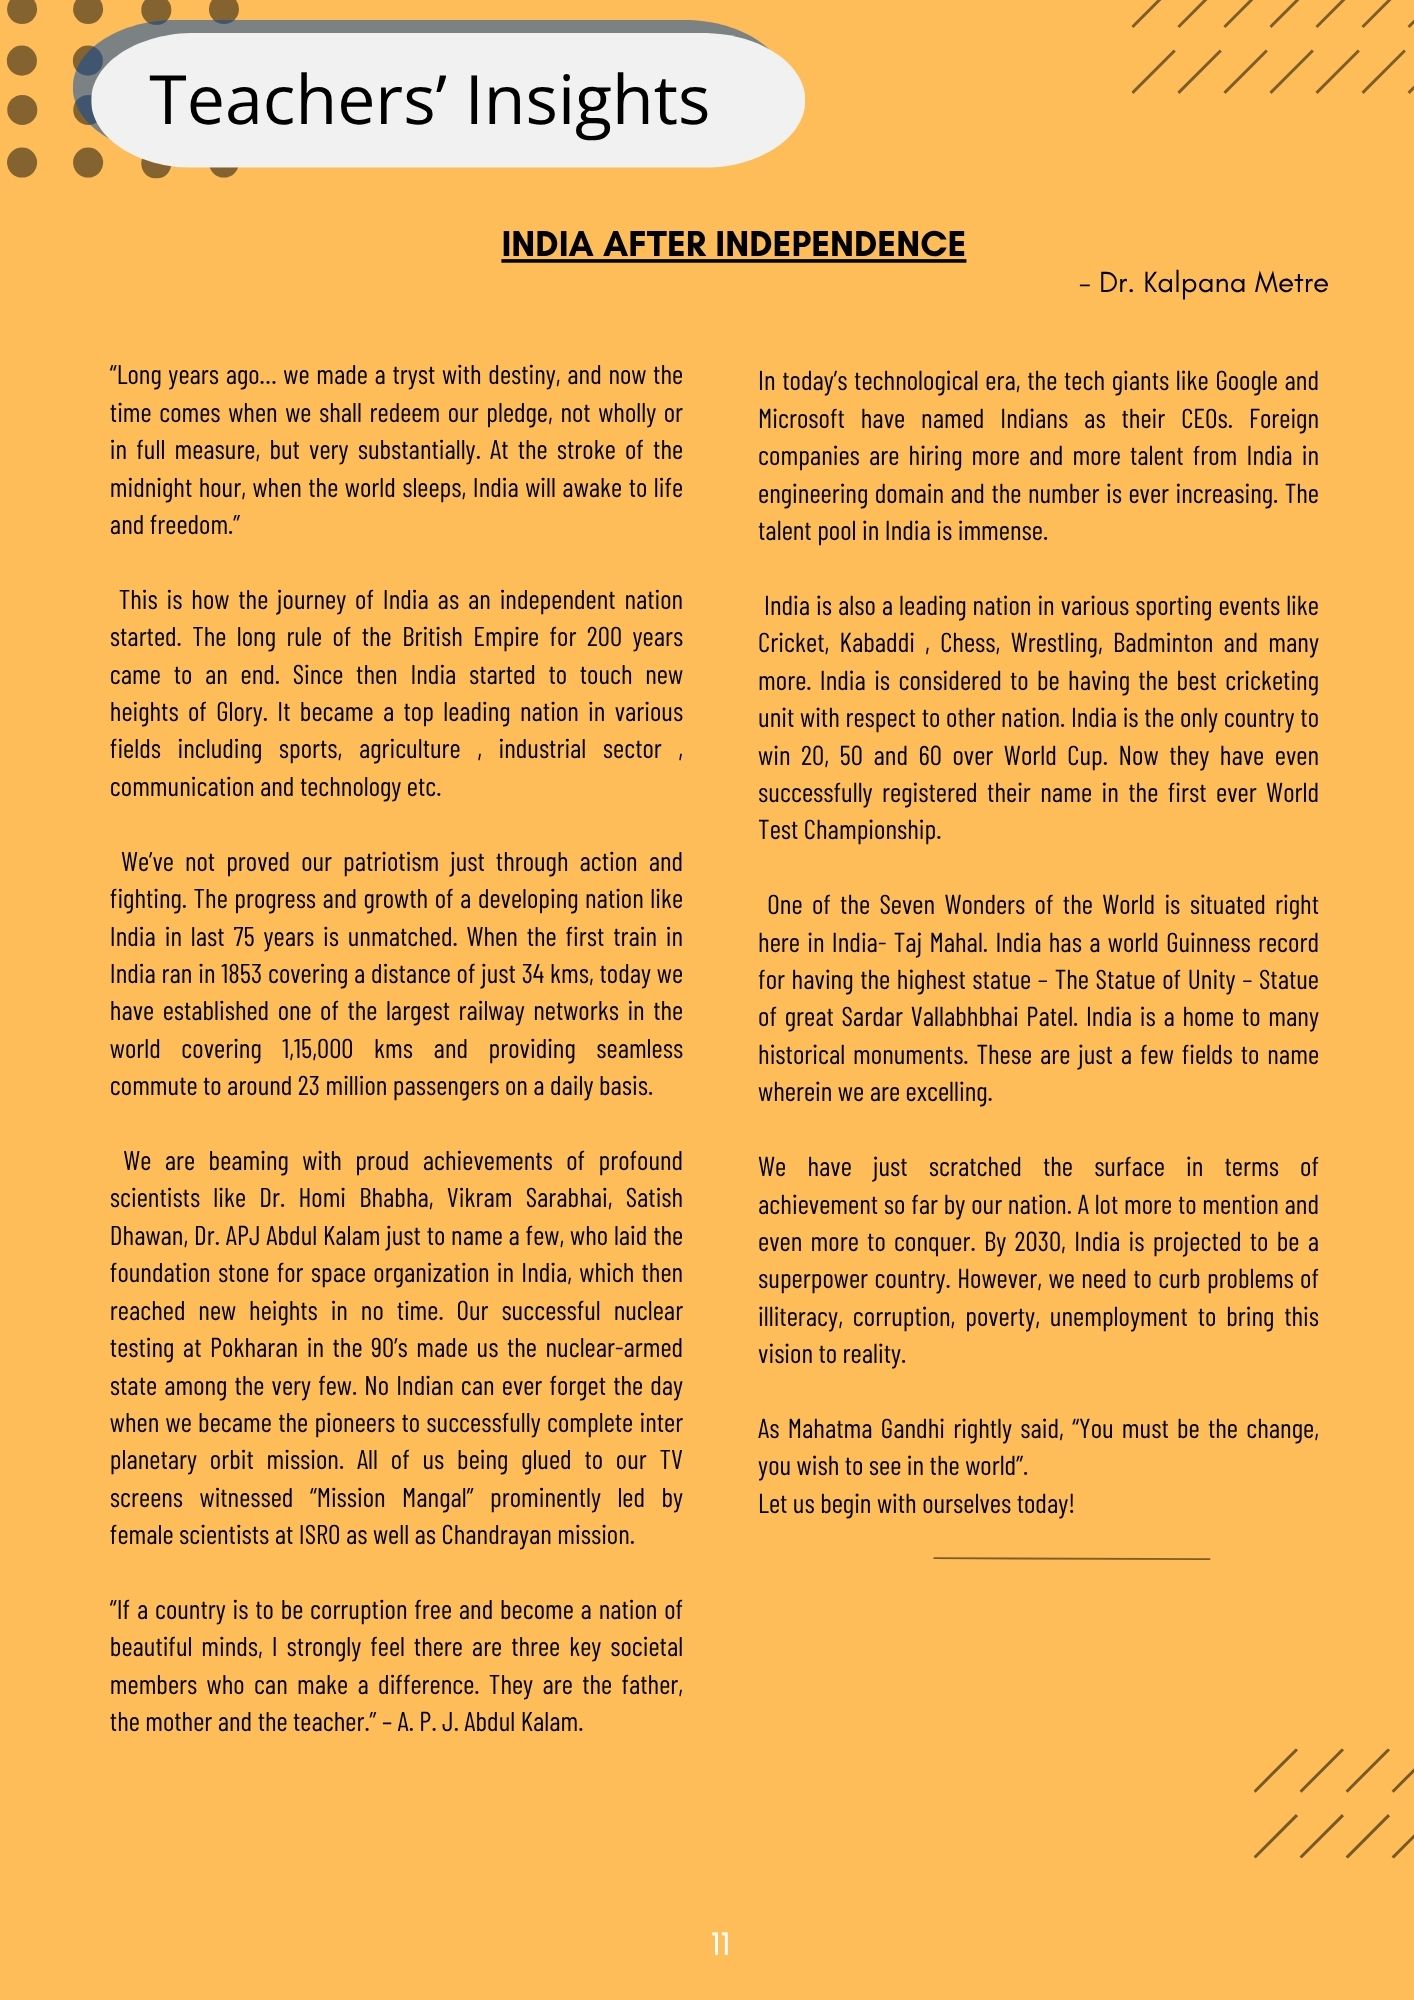 Teachers’ Insights
INDIA AFTER INDEPENDENCE
– Dr. Kalpana Metre
“Long years ago... we made a tryst with destiny, and now the
time comes when we shall redeem our pledge, not wholly or
in full measure, but very substantially. At the stroke of the
midnight hour, when the world sleeps, India will awake to life
and freedom.”
This is how the journey of India as an independent nation
started. The long rule of the British Empire for 200 years
came to an end. Since then India started to touch new
heights of Glory. It became a top leading nation in various
fields including sports, agriculture , industrial sector ,
communication and technology etc.
We’ve not proved our patriotism just through action and
fighting. The progress and growth of a developing nation like
India in last 75 years is unmatched. When the first train in
India ran in 1853 covering a distance of just 34 kms, today we
have established one of the largest railway networks in the
world covering 1,15,000 kms and providing seamless
commute to around 23 million passengers on a daily basis.
We are beaming with proud achievements of profound
scientists like Dr. Homi Bhabha, Vikram Sarabhai, Satish
Dhawan, Dr. APJ Abdul Kalam just to name a few, who laid the
foundation stone for space organization in India, which then
reached new heights in no time. Our successful nuclear
testing at Pokharan in the 90’s made us the nuclear-armed
state among the very few. No Indian can ever forget the day
when we became the pioneers to successfully complete inter
planetary orbit mission. All of us being glued to our TV
screens witnessed “Mission Mangal” prominently led by
female scientists at ISRO as well as Chandrayan mission.
“If a country is to be corruption free and become a nation of
beautiful minds, I strongly feel there are three key societal
members who can make a difference. They are the father,
the mother and the teacher.” – A. P. J. Abdul Kalam.
In today’s technological era, the tech giants like Google and
Microsoft have named Indians as their CEOs. Foreign
companies are hiring more and more talent from India in
engineering domain and the number is ever increasing. The
talent pool in India is immense.
India is also a leading nation in various sporting events like
Cricket, Kabaddi , Chess, Wrestling, Badminton and many
more. India is considered to be having the best cricketing
unit with respect to other nation. India is the only country to
win 20, 50 and 60 over World Cup. Now they have even
successfully registered their name in the first ever World
Test Championship.
One of the Seven Wonders of the World is situated right
here in India- Taj Mahal. India has a world Guinness record
for having the highest statue – The Statue of Unity – Statue
of great Sardar Vallabhbhai Patel. India is a home to many
historical monuments. These are just a few fields to name
wherein we are excelling.
We have just scratched the surface in terms of
achievement so far by our nation. A lot more to mention and
even more to conquer. By 2030, India is projected to be a
superpower country. However, we need to curb problems of
illiteracy, corruption, poverty, unemployment to bring this
vision to reality.
As Mahatma Gandhi rightly said, “You must be the change,
you wish to see in the world”.
Let us begin with ourselves today!
11